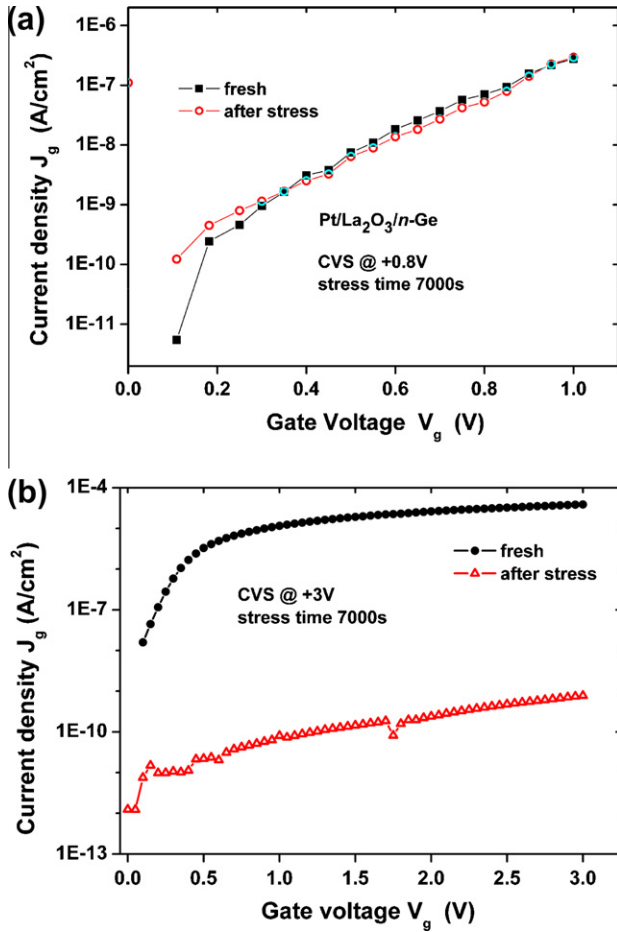 (a)
1E-6
1E-7
1E-8
1E-9
1E-10
1E-11
Current density J_g (A/cm²)
fresh
after stress
Pt/La₂O₃/n-Ge
CVS @ +0.8V
stress time 7000s
0.0 0.2 0.4 0.6 0.8 1.0
Gate Voltage V_g (V)
(b)
1E-4
1E-7
1E-10
1E-13
Current density J_g (A/cm²)
fresh
after stress
CVS @ +3V
stress time 7000s
0.0 0.5 1.0 1.5 2.0 2.5 3.0
Gate voltage V_g (V)